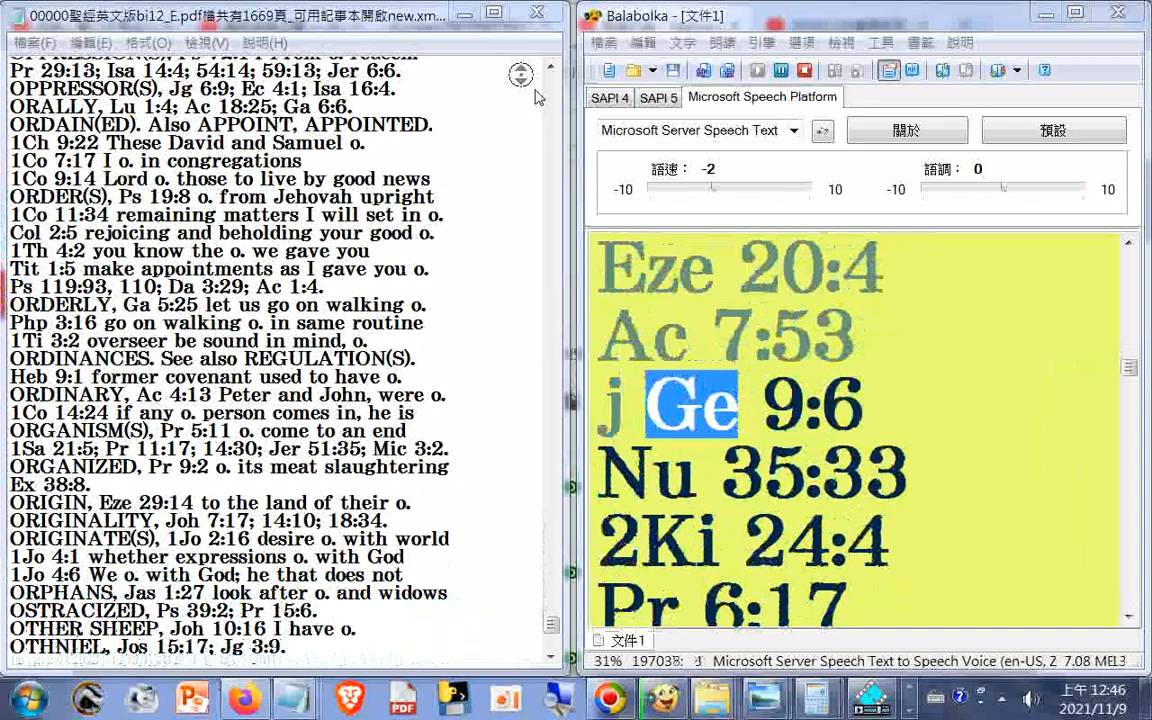 00000聖經英文版bi12_E.pdf檔共有1669頁_可用記事本開啟new.xm...
檔案(F) 編輯(E) 格式(O) 檢視(V) 說明(H)
Pr 29:13; Isa 14:4; 54:14; 59:13; Jer 6:6.
OPPRESSOR(S), Jg 6:9; Ec 4:1; Isa 16:4.
ORALLY, Lu 1:4; Ac 18:25; Ga 6:6.
ORDAIN(ED). Also APPOINT, APPOINTED.
1Ch 9:22 These David and Samuel o.
1Co 7:17 I o. in congregations
1Co 9:14 Lord o. those to live by good news
ORDER(S), Ps 19:8 o. from Jehovah upright
1Co 11:34 remaining matters I will set in o.
Col 2:5 rejoicing and beholding your good o.
1Th 4:2 you know the o. we gave you
Tit 1:5 make appointments as I gave you o.
Ps 119:93, 110; Da 3:29; Ac 1:4.
ORDERLY, Ga 5:25 let us go on walking o.
Php 3:16 go on walking o. in same routine
1Ti 3:2 overseer be sound in mind, o.
ORDINANCES. See also REGULATION(S).
Heb 9:1 former covenant used to have o.
ORDINARY, Ac 4:13 Peter and John, were o.
1Co 14:24 if any o. person comes in, he is
ORGANISM(S), Pr 5:11 o. come to an end
1Sa 21:5; Pr 11:17; 14:30; Jer 51:35; Mic 3:2.
ORGANIZED, Pr 9:2 o. its meat slaughtering
Ex 38:8.
ORIGIN, Eze 29:14 to the land of their o.
ORIGINALITY, Joh 7:17; 14:10; 18:34.
ORIGINATE(S), 1Jo 2:16 desire o. with world
1Jo 4:1 whether expressions o. with God
1Jo 4:6 We o. with God; he that does not
ORPHANS, Jas 1:27 look after o. and widows
OSTRACIZED, Ps 39:2; Pr 15:6.
OTHER SHEEP, Joh 10:16 I have o.
OTHNIEL, Jos 15:17; Jg 3:9.
Balabolka - [文件1]
檔案 編輯 文字 朗讀 引擎 選項 檢視 工具 書籤 說明
SAPI 4 SAPI 5 Microsoft Speech Platform
Microsoft Server Speech Text 關於 預設
語速： -2 語調： 0
-10 10 -10 10
Eze 20:4
Ac 7:53
j Ge 9:6
Nu 35:33
2Ki 24:4
Pr 6:17
文件1
31% Microsoft Server Speech Text to Speech Voice (en-US, 2 7.08
PDF
上午 12:46
2021/11/9